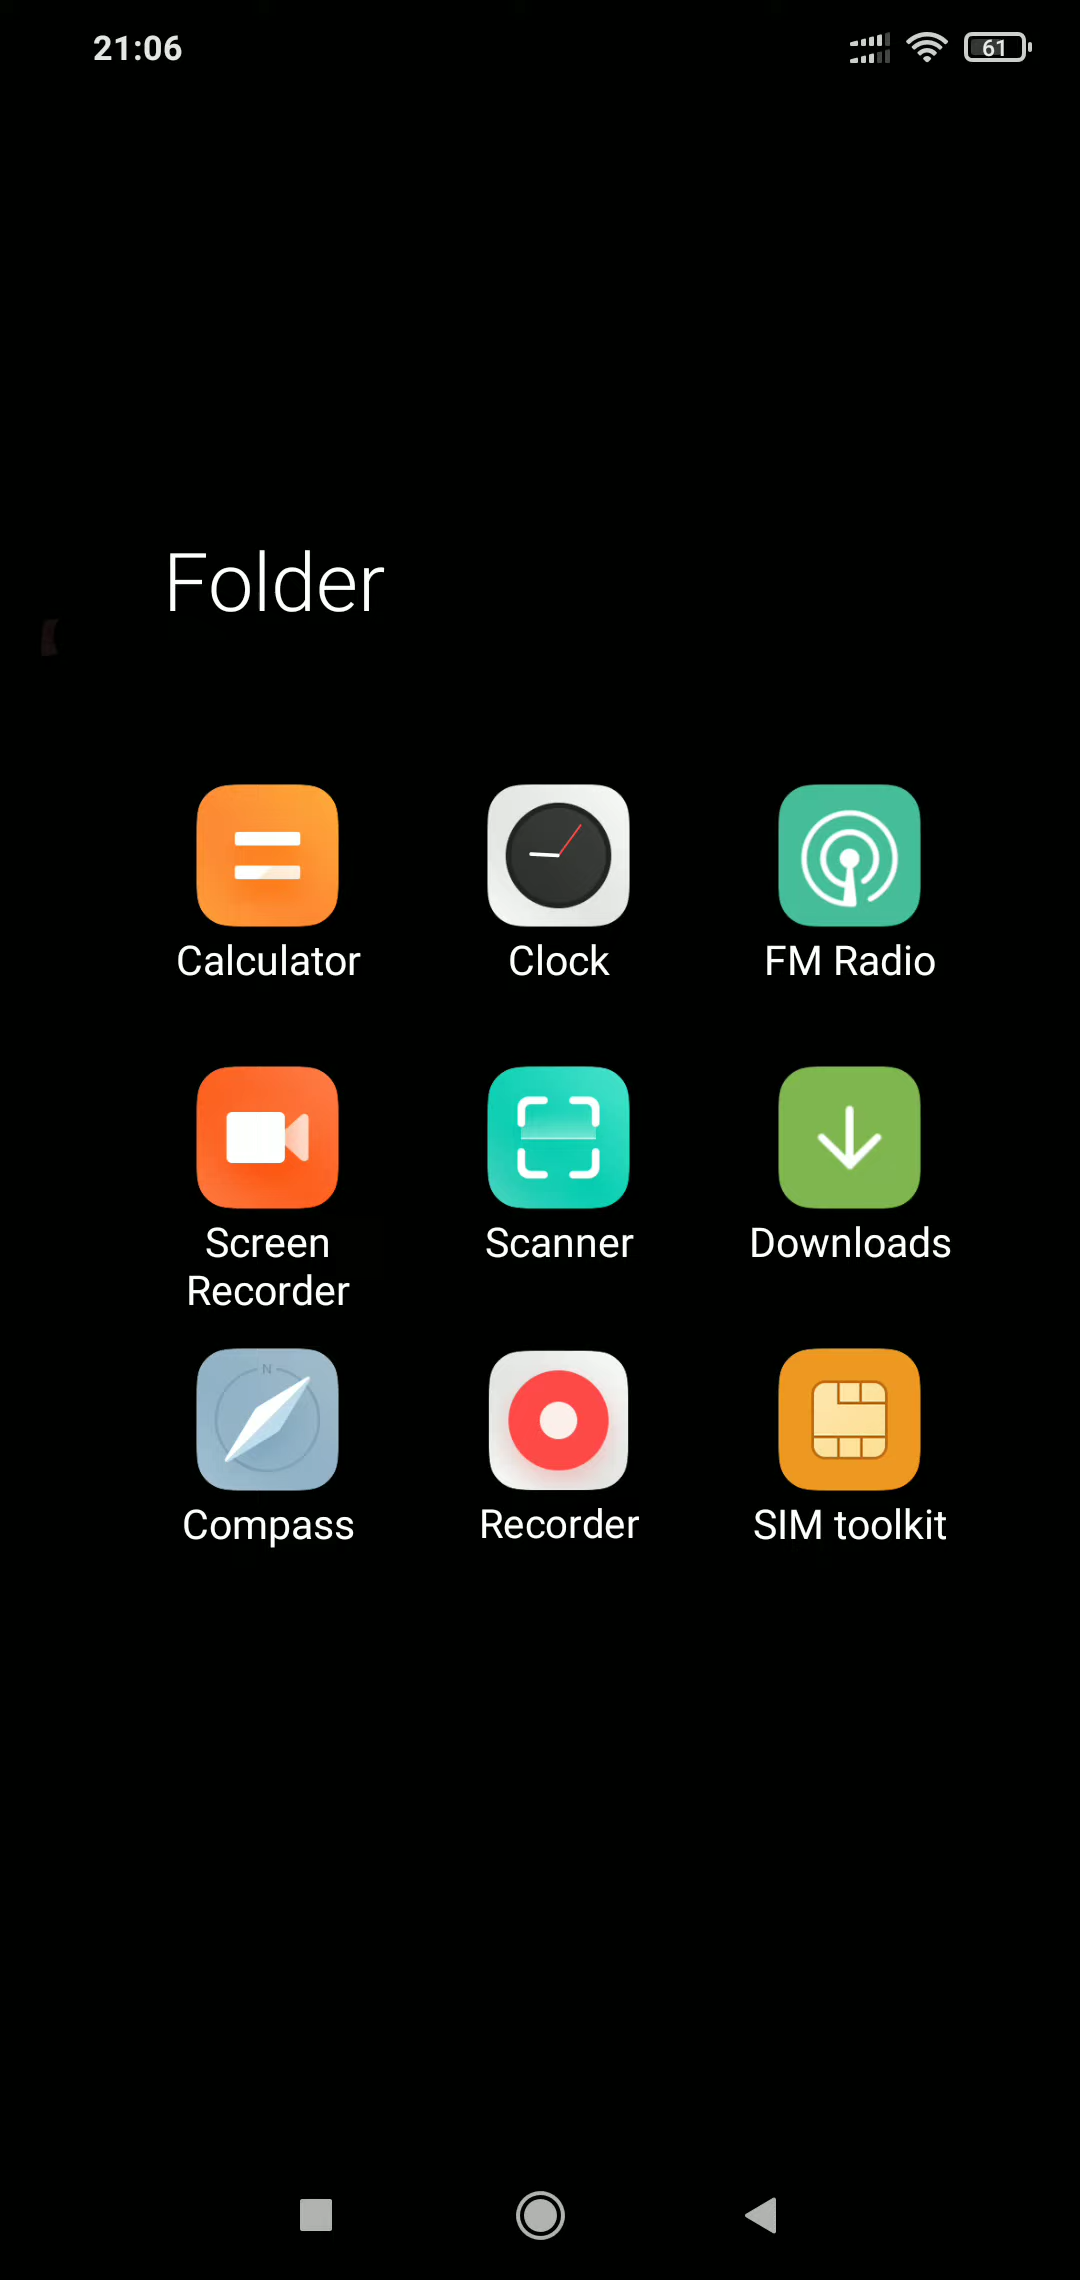 21:06
61
Folder
Calculator
Clock
FM Radio
Screen
Recorder
Scanner
Downloads
N
Compass
Recorder
SIM toolkit